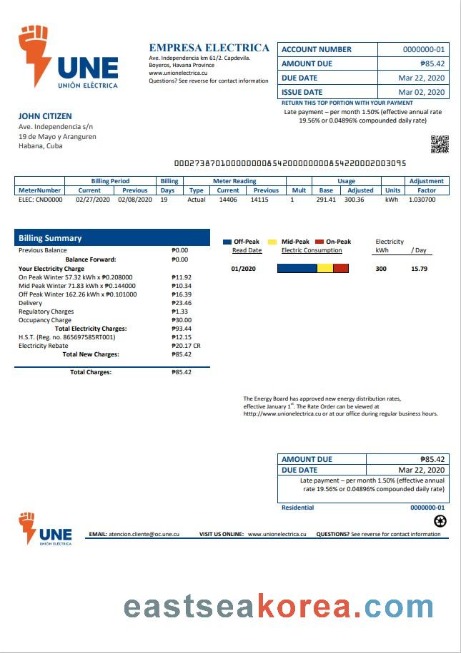 UNE
UNIÓN ELÉCTRICA
EMPRESA ELECTRICA
Ave. Independencia km 61/2. Capdevila.
Boyeros, Havana Province
www.unionelectrica.cu
Questions? See reverse for contact information
ACCOUNT NUMBER 0000000-01
AMOUNT DUE ₱85.42
DUE DATE Mar 22, 2020
ISSUE DATE Mar 02, 2020
RETURN THIS TOP PORTION WITH YOUR PAYMENT
Late payment – per month 1.50% (effective annual rate
19.56% or 0.04896% compounded daily rate)
JOHN CITIZEN
Ave. Independencia s/n
19 de Mayo y Aranguren
Habana, Cuba
Billing Period Billing Meter Reading Usage Adjustment
MeterNumber Current Previous Days Type Current Previous Mult Base Adjusted Units Factor
ELEC: CND0000 02/27/2020 02/08/2020 19 Actual 14406 14115 1 291.41 300.36 kWh 1.030700
Billing Summary
Previous Balance ₱0.00
Balance Forward: ₱0.00
Your Electricity Charge
On Peak Winter 57.32 kWh x ₱0.208000 ₱11.92
Mid Peak Winter 71.83 kWh x ₱0.144000 ₱10.34
Off Peak Winter 162.26 kWh x ₱0.101000 ₱16.39
Delivery ₱23.46
Regulatory Charges ₱1.33
Occupancy Charge ₱30.00
Total Electricity Charges: ₱93.44
H.S.T. (Reg. no. 865697585RT001) ₱12.15
Electricity Rebate ₱20.17 CR
Total New Charges: ₱85.42
Total Charges: ₱85.42
Off-Peak Mid-Peak On-Peak Electricity
Read Date Electric Consumption kWh / Day
01/2020 300 15.79
The Energy Board has approved new energy distribution rates,
effective January 1st. The Rate Order can be viewed at
http://www.unionelectrica.cu or at our office during regular business hours.
AMOUNT DUE ₱85.42
DUE DATE Mar 22, 2020
Late payment – per month 1.50% (effective annual
rate 19.56% or 0.04896% compounded daily rate)
Residential 0000000-01
UNE
UNIÓN ELÉCTRICA
EMAIL: atencion.cliente@oc.une.cu VISIT US ONLINE: www.unionelectrica.cu QUESTIONS? See reverse for contact information
eastseakorea.com